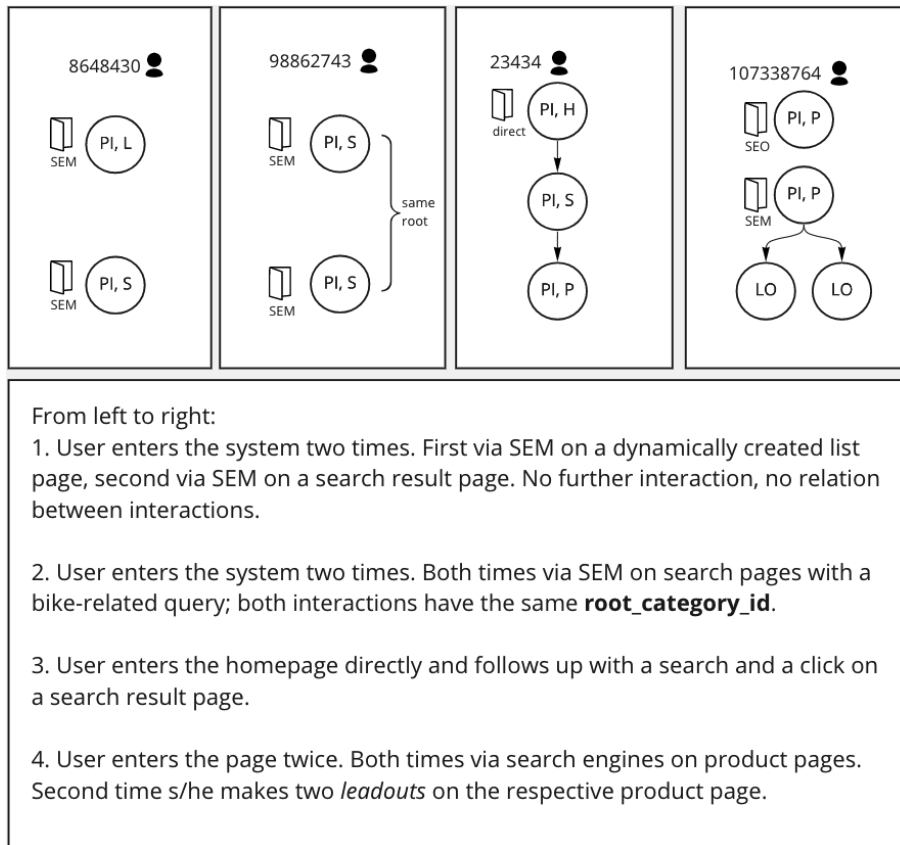 8648430
SEM
PI, L
SEM
PI, S
98862743
SEM
PI, S
same
root
SEM
PI, S
23434
direct
PI, H
PI, S
PI, P
107338764
SEO
PI, P
SEM
PI, P
LO
LO
From left to right:
1. User enters the system two times. First via SEM on a dynamically created list
page, second via SEM on a search result page. No further interaction, no relation
between interactions.
2. User enters the system two times. Both times via SEM on search pages with a
bike-related query; both interactions have the same root_category_id.
3. User enters the homepage directly and follows up with a search and a click on
a search result page.
4. User enters the page twice. Both times via search engines on product pages.
Second time s/he makes two leadouts on the respective product page.